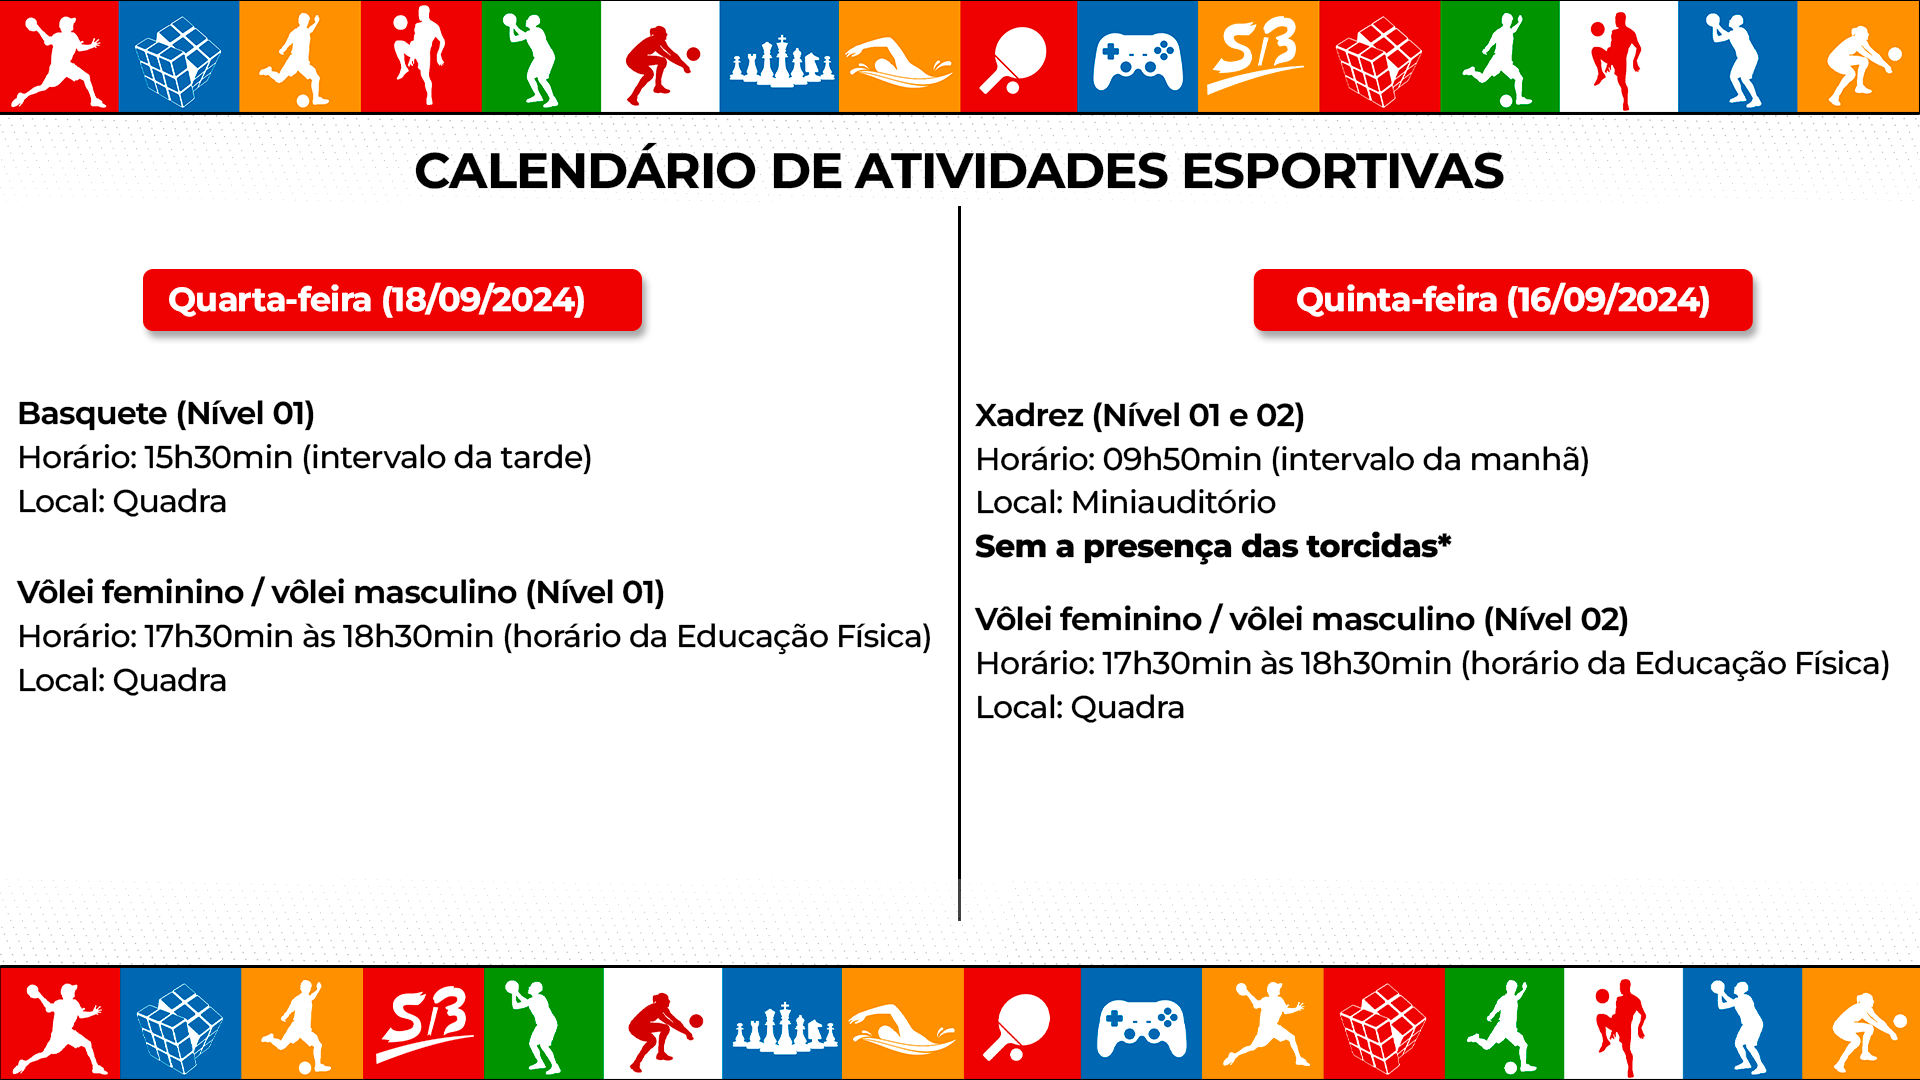 SiB
CALENDÁRIO DE ATIVIDADES ESPORTIVAS
Quarta-feira (18/09/2024)
Basquete (Nível 01)
Horário: 15h30min (intervalo da tarde)
Local: Quadra
Vôlei feminino / vôlei masculino (Nível 01)
Horário: 17h30min às 18h30min (horário da Educação Física)
Local: Quadra
Quinta-feira (16/09/2024)
Xadrez (Nível 01 e 02)
Horário: 09h50min (intervalo da manhã)
Local: Miniauditório
Sem a presença das torcidas*
Vôlei feminino / vôlei masculino (Nível 02)
Horário: 17h30min às 18h30min (horário da Educação Física)
Local: Quadra
SiB